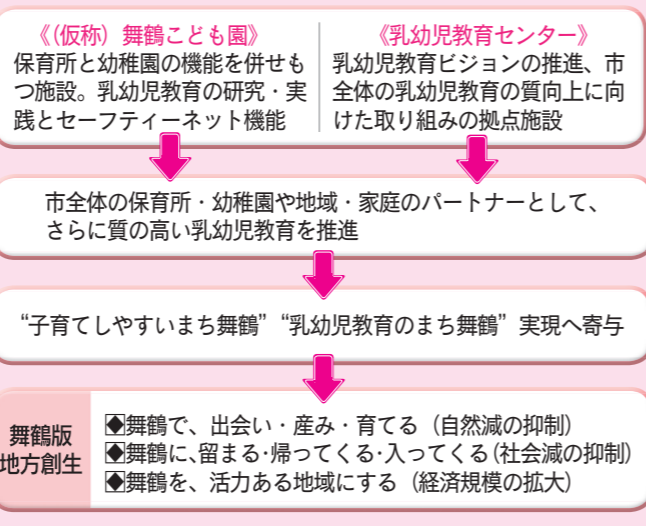 《(仮称) 舞鶴こども園》
保育所と幼稚園の機能を併せも
つ施設。乳幼児教育の研究・実
践とセーフティーネット機能
《乳幼児教育センター》
乳幼児教育ビジョンの推進、市
全体の乳幼児教育の質向上に向
けた取り組みの拠点施設
市全体の保育所・幼稚園や地域・家庭のパートナーとして、
さらに質の高い乳幼児教育を推進
“子育てしやすいまち舞鶴”“乳幼児教育のまち舞鶴”実現へ寄与
舞鶴版
地方創生
◆舞鶴で、出会い・産み・育てる（自然減の抑制）
◆舞鶴に、留まる・帰ってくる・入ってくる（社会減の抑制）
◆舞鶴を、活力ある地域にする（経済規模の拡大）